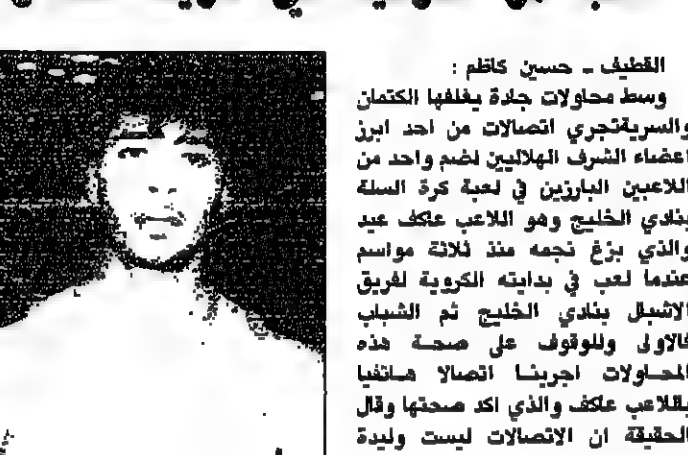 القطيف ـ حسين كاظم :
وسط محاولات جادة يغلفها الكتمان
والسريةتجري اتصالات من احد ابرز
اعضاء الشرف الهلاليين لضم واحد من
اللاعبين البارزين في لعبة كرة السلة
بنادي الخليج وهو اللاعب عاكف عيد
والذي بزغ نجمه منذ ثلاثة مواسم
عندما لعب في بدايته الكروية لفريق
الاشبال بنادي الخليج ثم الشباب
فالاولى وللوقوف على صحة هذه
المحاولات اجرينا اتصالا هاتفيا
باللاعب عاكف والذي اكد صحتها وقال
الحقيقة ان الاتصالات ليست وليدة